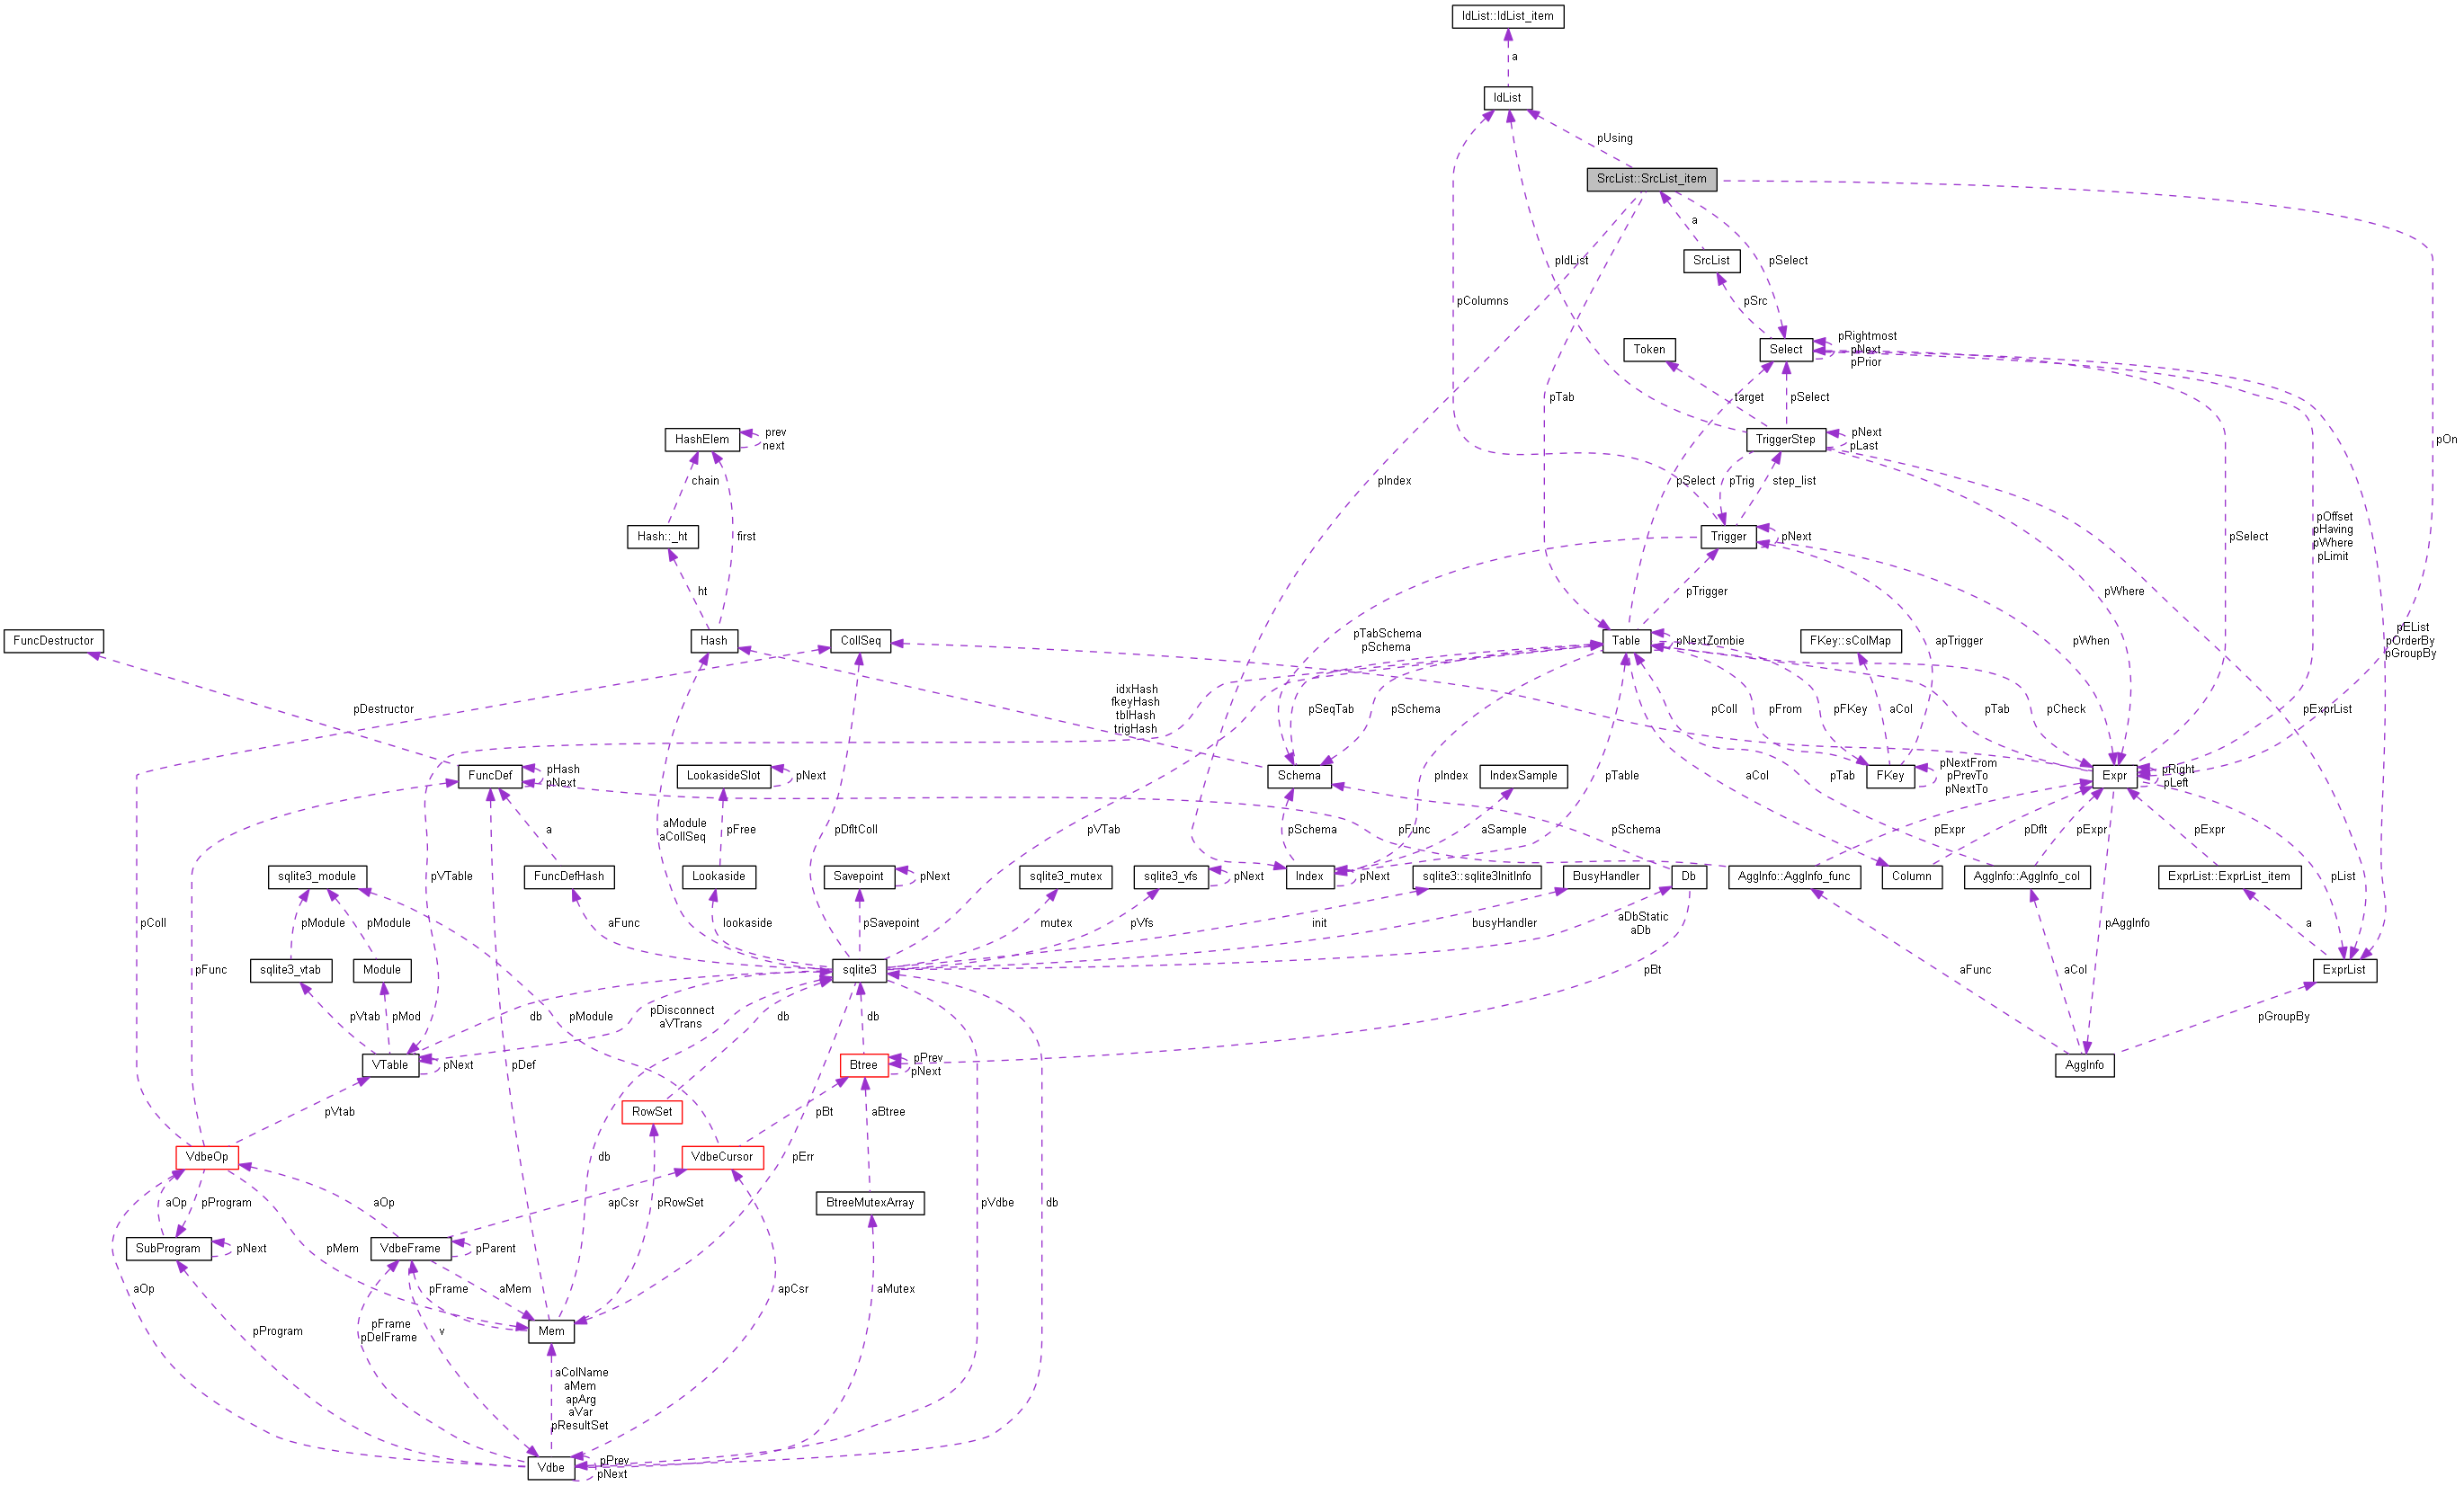 IdList::IdList_item
a
IdList
pUsing
SrcList::SrcList_item
a
SrcList
pIdList
pSelect
pColumns
pSrc
pRightmost
pNext
pPrior
Token
Select
pTab
target
pSelect
prev
next
HashElem
TriggerStep
pNext
pLast
pOn
chain
pIndex
pSelect
pTrig
step_list
Hash::_ht
first
Trigger
pNext
pSelect
pOffset
pHaving
pWhere
pLimit
ht
pTrigger
pWhere
FuncDestructor
Hash
CollSeq
pTabSchema
pSchema
Table
pNextZombie
FKey::sColMap
apTrigger
pWhen
pEList
pOrderBy
pGroupBy
pDestructor
idxHash
fkeyHash
tblHash
trigHash
pSeqTab
pSchema
pColl
pFrom
pFKey
aCol
pTab
pCheck
pExprList
FuncDef
pHash
pNext
LookasideSlot
pNext
Schema
IndexSample
pIndex
pTable
aCol
pTab
FKey
pNextFrom
pPrevTo
pNextTo
Expr
pRight
pLeft
a
aModule
aCollSeq
pFree
pDfltColl
pVTab
pSchema
aSample
pSchema
pFunc
pExpr
pDflt
pExpr
pExpr
pVTable
sqlite3_module
FuncDefHash
Lookaside
Savepoint
pNext
sqlite3_mutex
sqlite3_vfs
pNext
Index
pNext
sqlite3::sqlite3InitInfo
BusyHandler
Db
AggInfo::AggInfo_func
Column
AggInfo::AggInfo_col
ExprList::ExprList_item
pList
pColl
pModule
pModule
aFunc
lookaside
pSavepoint
mutex
pVfs
init
busyHandler
aDbStatic
aDb
pAggInfo
a
pFunc
sqlite3_vtab
Module
sqlite3
pBt
aFunc
aCol
ExprList
pVtab
pMod
db
pModule
pDisconnect
aVTrans
db
db
pGroupBy
VTable
pNext
pDef
Btree
pPrev
pNext
AggInfo
pVtab
RowSet
pBt
aBtree
VdbeOp
db
VdbeCursor
pErr
aOp
pProgram
aOp
apCsr
pRowSet
BtreeMutexArray
pVdbe
db
SubProgram
pNext
pMem
VdbeFrame
pParent
aOp
pFrame
aMem
apCsr
aMutex
pProgram
pFrame
pDelFrame
v
Mem
aColName
aMem
apArg
aVar
pResultSet
Vdbe
pPrev
pNext